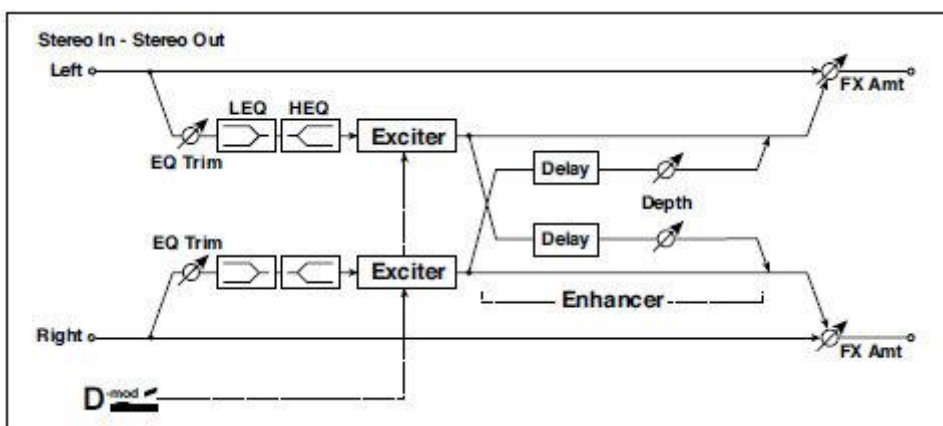 Stereo In - Stereo Out
Left
FX Amt
LEQ HEQ
EQ Trim
Exciter
Delay
Depth
EQ Trim
Delay
Exciter
Enhancer
Right
FX Amt
D-mod